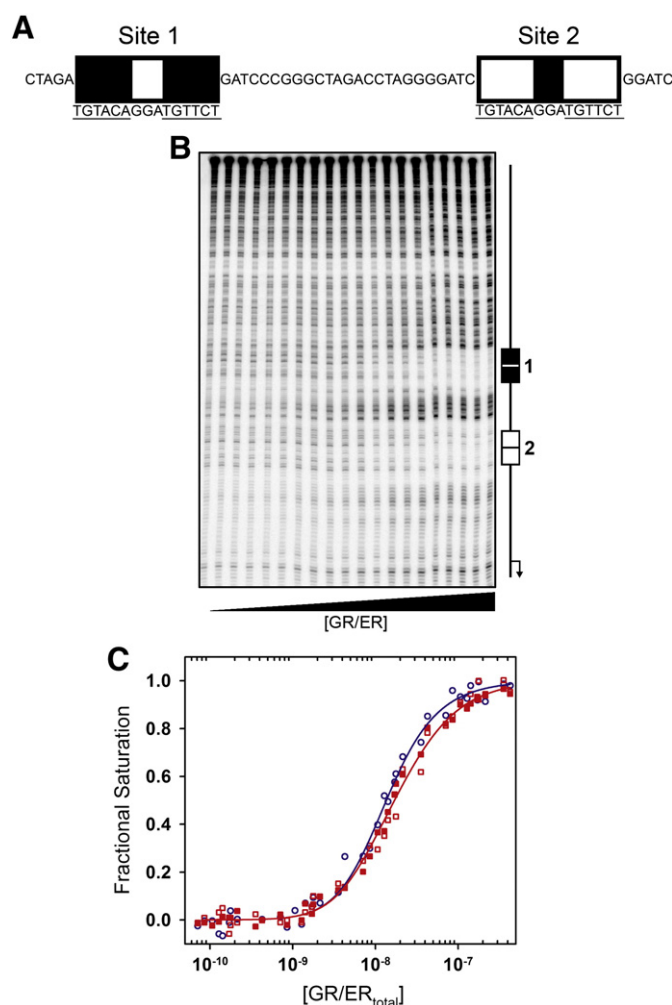 A
Site 1
Site 2
CTAGA GATCCCGGGCTAGACCTAGGGGATC GGATC
TGTACAGGATGTTCT TGTACAGGATGTTCT
B
1
2
[GR/ER]
C
Fractional Saturation
1.0
0.8
0.6
0.4
0.2
0.0
10-10 10-9 10-8 10-7
[GR/ERtotal]